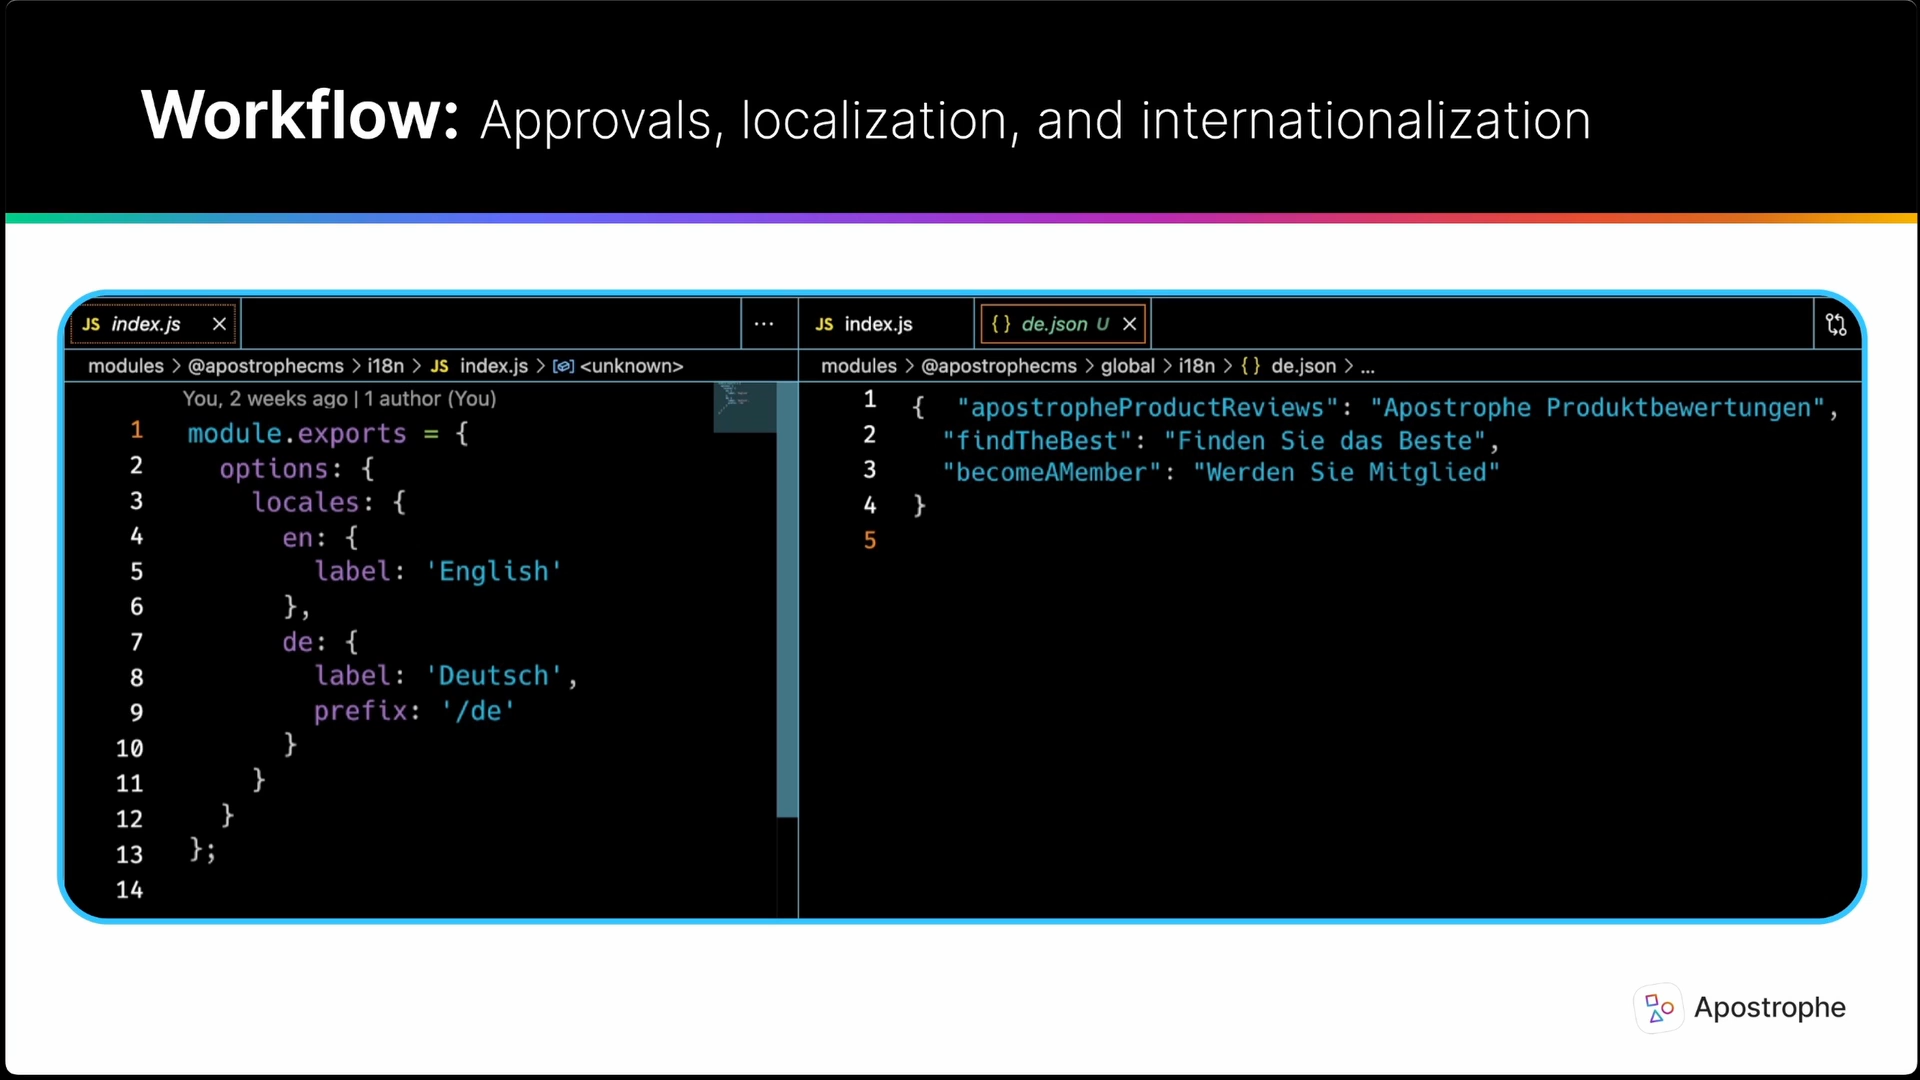 Workflow: Approvals, localization, and internationalization
JS index.js
modules > @apostrophecms > i18n > JS index.js > <unknown>
You, 2 weeks ago | 1 author (You)
1 module.exports = {
2 options: {
3 locales: {
4 en: {
5 label: 'English'
6 },
7 de: {
8 label: 'Deutsch',
9 prefix: '/de'
10 }
11 }
12 }
13 };
14
JS index.js {} de.json U
modules > @apostrophecms > global > i18n > {} de.json > ...
1 { "apostropheProductReviews": "Apostrophe Produktbewertungen",
2 "findTheBest": "Finden Sie das Beste",
3 "becomeAMember": "Werden Sie Mitglied"
4 }
5
Apostrophe